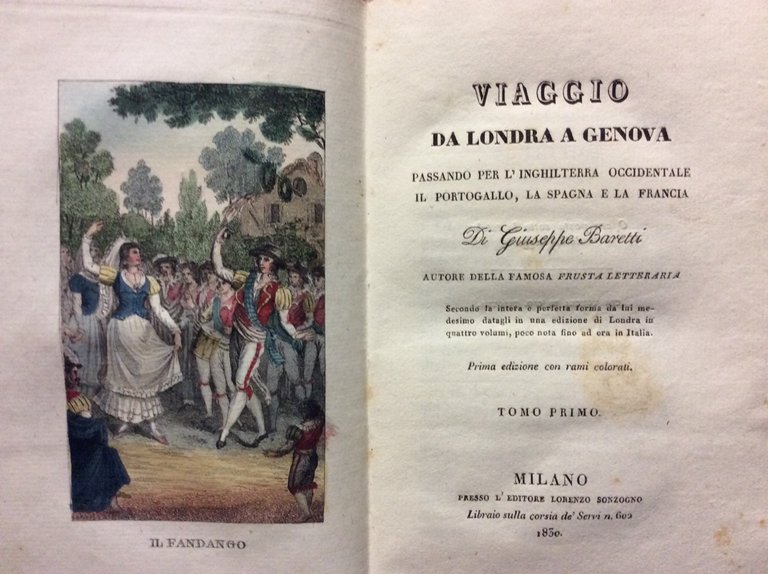 IL FANDANGO
VIAGGIO
DA LONDRA A GENOVA
PASSANDO PER L'INGHILTERRA OCCIDENTALE
IL PORTOGALLO, LA SPAGNA E LA FRANCIA
Di Giuseppe Baretti
AUTORE DELLA FAMOSA FRUSTA LETTERARIA
Secondo la intera e perfetta forma da lui me-
desimo datagli in una edizione di Londra in
quattro volumi, poco nota fino ad ora in Italia.
Prima edizione con rami colorati.
TOMO PRIMO.
MILANO
PRESSO L'EDITORE LORENZO SONZOGNO
Libraio sulla corsia de' Servi n. 602
1830.